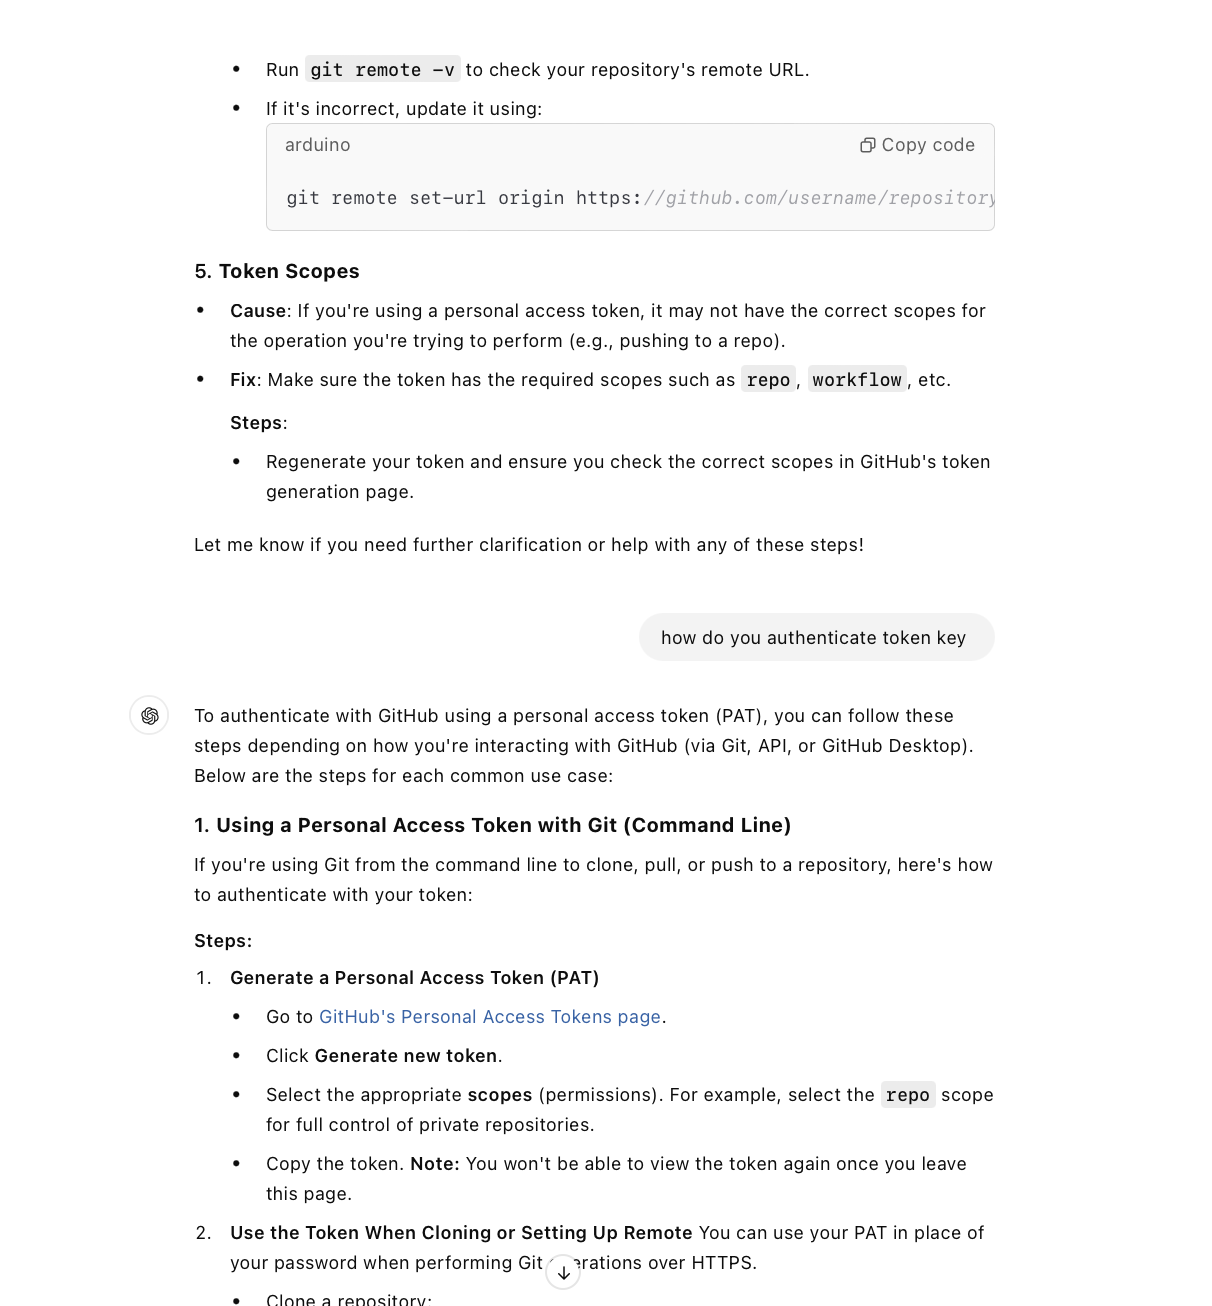 • Run git remote -v to check your repository's remote URL.
• If it's incorrect, update it using:
arduino Copy code
git remote set-url origin https://github.com/username/repository
5. Token Scopes
• Cause: If you're using a personal access token, it may not have the correct scopes for
the operation you're trying to perform (e.g., pushing to a repo).
• Fix: Make sure the token has the required scopes such as repo, workflow, etc.
Steps:
• Regenerate your token and ensure you check the correct scopes in GitHub's token
generation page.
Let me know if you need further clarification or help with any of these steps!
how do you authenticate token key
To authenticate with GitHub using a personal access token (PAT), you can follow these
steps depending on how you're interacting with GitHub (via Git, API, or GitHub Desktop).
Below are the steps for each common use case:
1. Using a Personal Access Token with Git (Command Line)
If you're using Git from the command line to clone, pull, or push to a repository, here's how
to authenticate with your token:
Steps:
1. Generate a Personal Access Token (PAT)
• Go to GitHub's Personal Access Tokens page.
• Click Generate new token.
• Select the appropriate scopes (permissions). For example, select the repo scope
for full control of private repositories.
• Copy the token. Note: You won't be able to view the token again once you leave
this page.
2. Use the Token When Cloning or Setting Up Remote You can use your PAT in place of
your password when performing Git operations over HTTPS.
• Clone a repository: